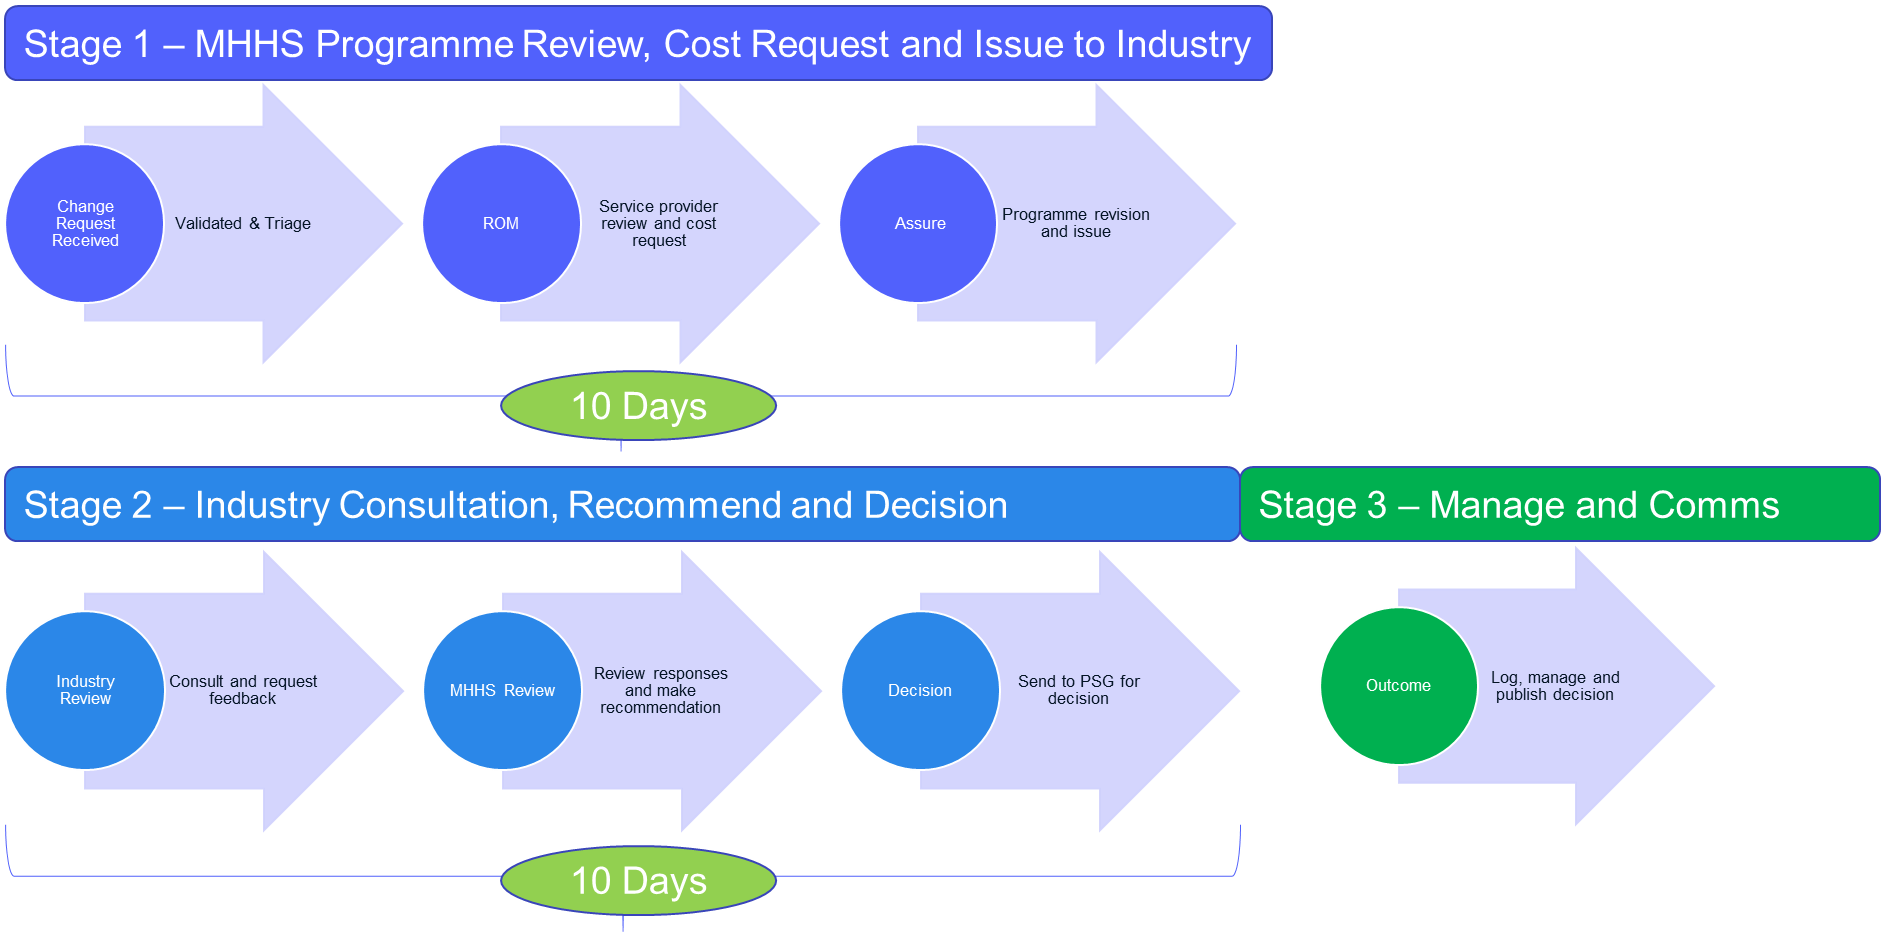 Stage 1 – MHHS Programme Review, Cost Request and Issue to Industry
Change
Request
Received
Validated & Triage
ROM
Service provider
review and cost
request
Assure
Programme revision
and issue
10 Days
Stage 2 – Industry Consultation, Recommend and Decision
Stage 3 – Manage and Comms
Industry
Review
Consult and request
feedback
MHHS Review
Review responses
and make
recommendation
Decision
Send to PSG for
decision
Outcome
Log, manage and
publish decision
10 Days